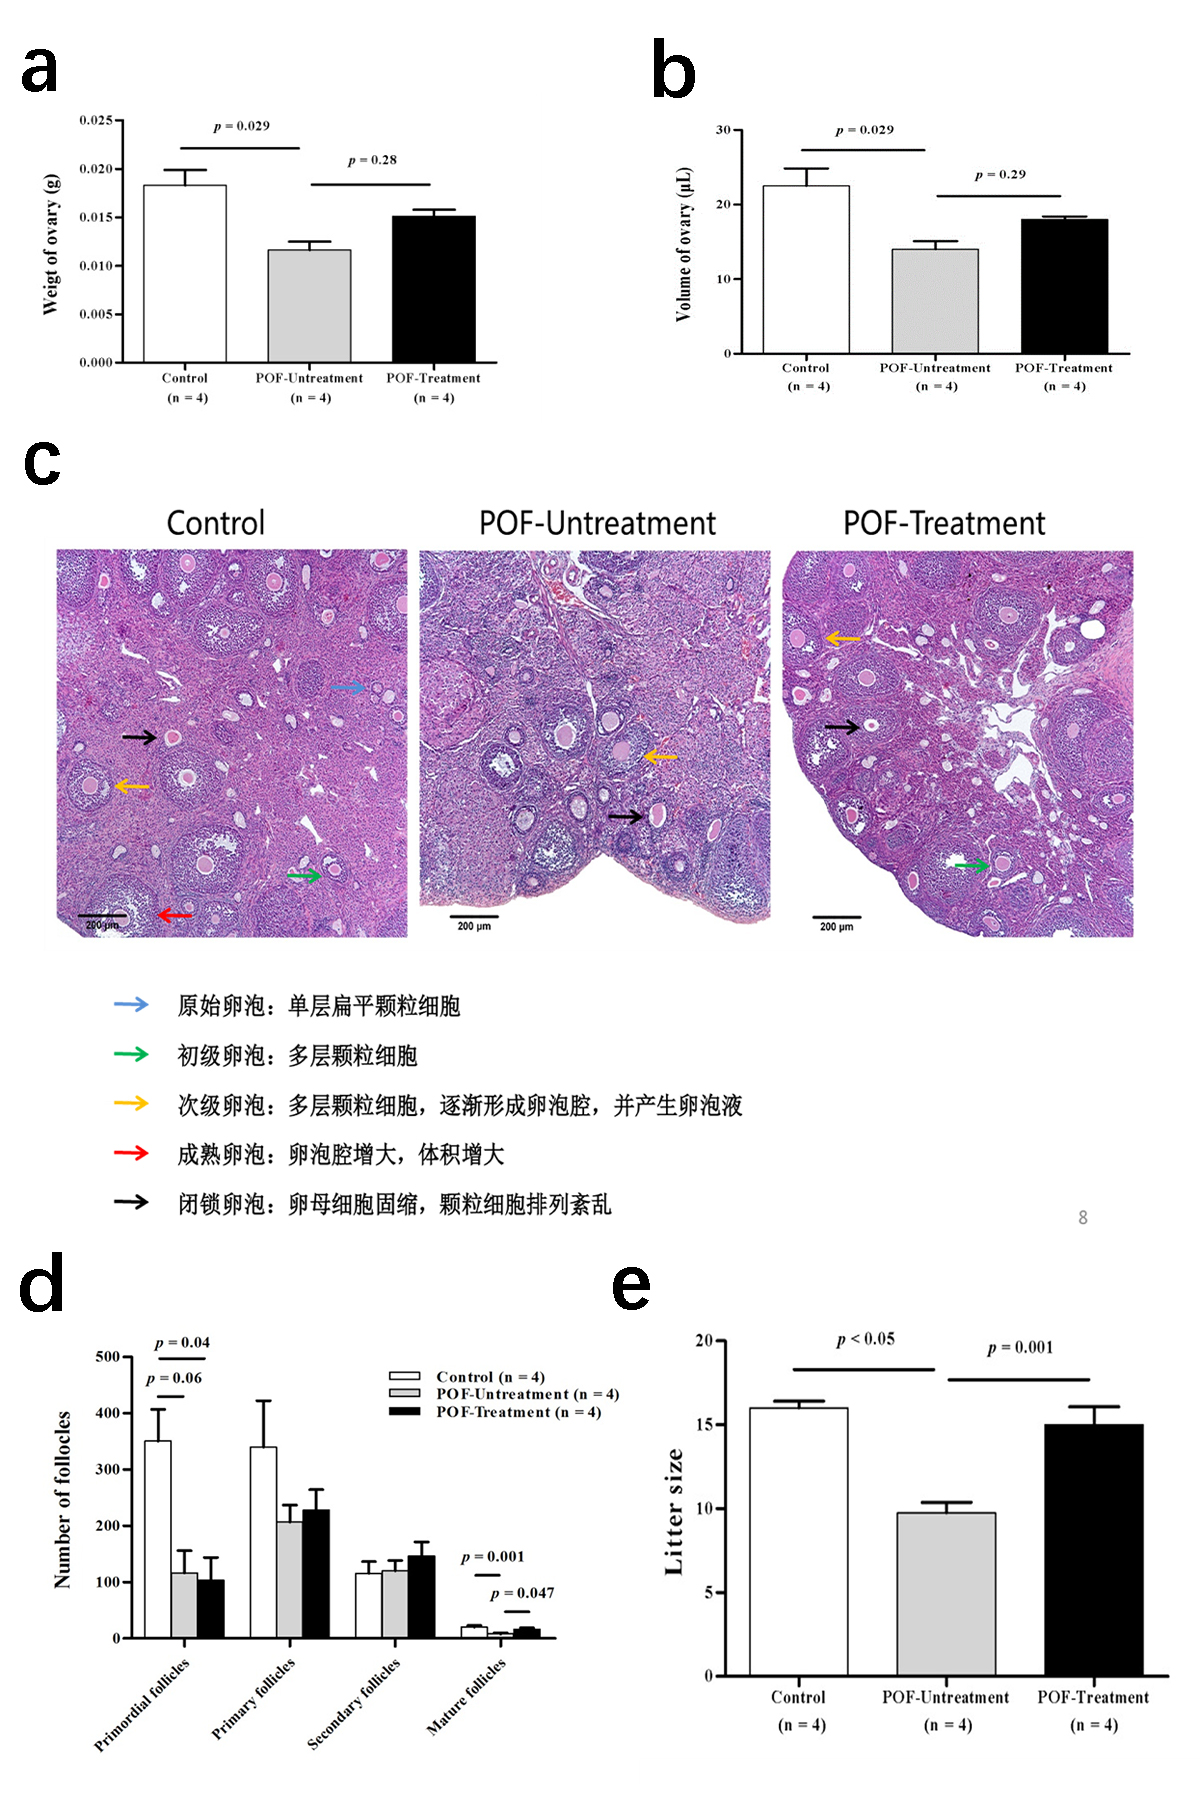 a
0.025
0.020
0.015
0.010
0.005
0.000
Weigt of ovary (g)
p = 0.029
p = 0.28
Control
(n = 4)
POF-Untreatment
(n = 4)
POF-Treatment
(n = 4)
b
30
20
10
0
Volume of ovary (μL)
p = 0.029
p = 0.29
Control
(n = 4)
POF-Untreatment
(n = 4)
POF-Treatment
(n = 4)
c
Control
POF-Untreatment
POF-Treatment
200 μm
200 μm
200 μm
原始卵泡：单层扁平颗粒细胞
初级卵泡：多层颗粒细胞
次级卵泡：多层颗粒细胞，逐渐形成卵泡腔，并产生卵泡液
成熟卵泡：卵泡腔增大，体积增大
闭锁卵泡：卵母细胞固缩，颗粒细胞排列紊乱
8
d
500
400
300
200
100
0
Number of follocles
p = 0.04
p = 0.06
p = 0.001
p = 0.047
Control (n = 4)
POF-Untreatment (n = 4)
POF-Treatment (n = 4)
Primordial follicles
Primary follicles
Secondary follicles
Mature follicles
e
20
15
10
5
0
Litter size
p < 0.05
p = 0.001
Control
(n = 4)
POF-Untreatment
(n = 4)
POF-Treatment
(n = 4)